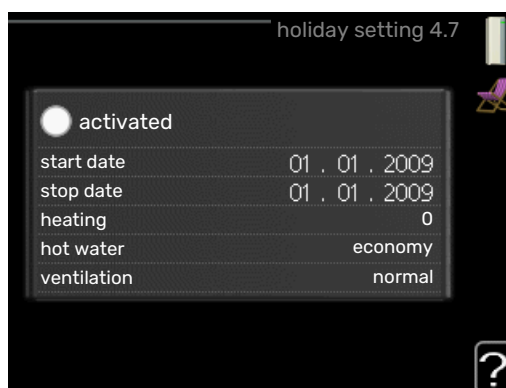 holiday setting 4.7
activated
start date 01 . 01 . 2009
stop date 01 . 01 . 2009
heating 0
hot water economy
ventilation normal
?